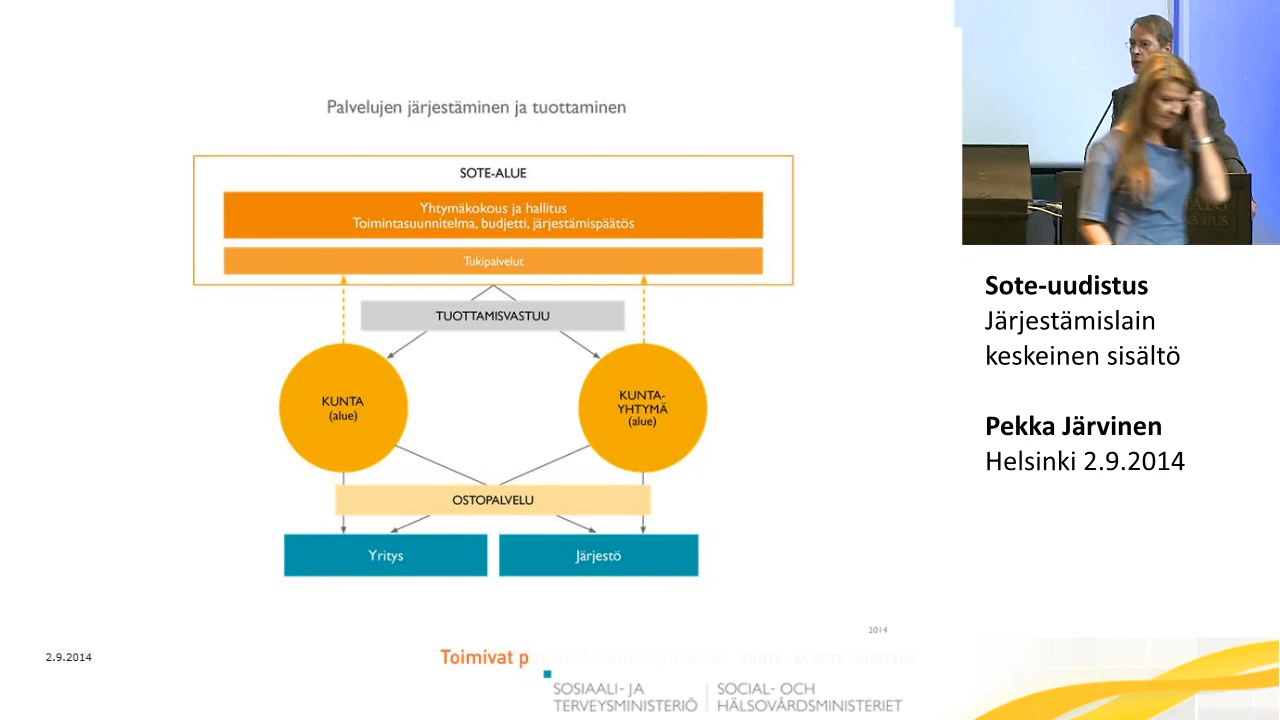 Palvelujen järjestäminen ja tuottaminen
SOTE-ALUE
Yhtymäkokous ja hallitus
Toimintasuunnitelma, budjetti, järjestämispäätös
Tukipalvelut
TUOTTAMISVASTUU
KUNTA
(alue)
KUNTA-
YHTYMÄ
(alue)
OSTOPALVELU
Yritys
Järjestö
2014
2.9.2014
Toimivat p
SOSIAALI- JA
TERVEYSMINISTERIÖ
SOCIAL- OCH
HÄLSOVÅRDSMINISTERIET
Sote-uudistus
Järjestämislain
keskeinen sisältö
Pekka Järvinen
Helsinki 2.9.2014